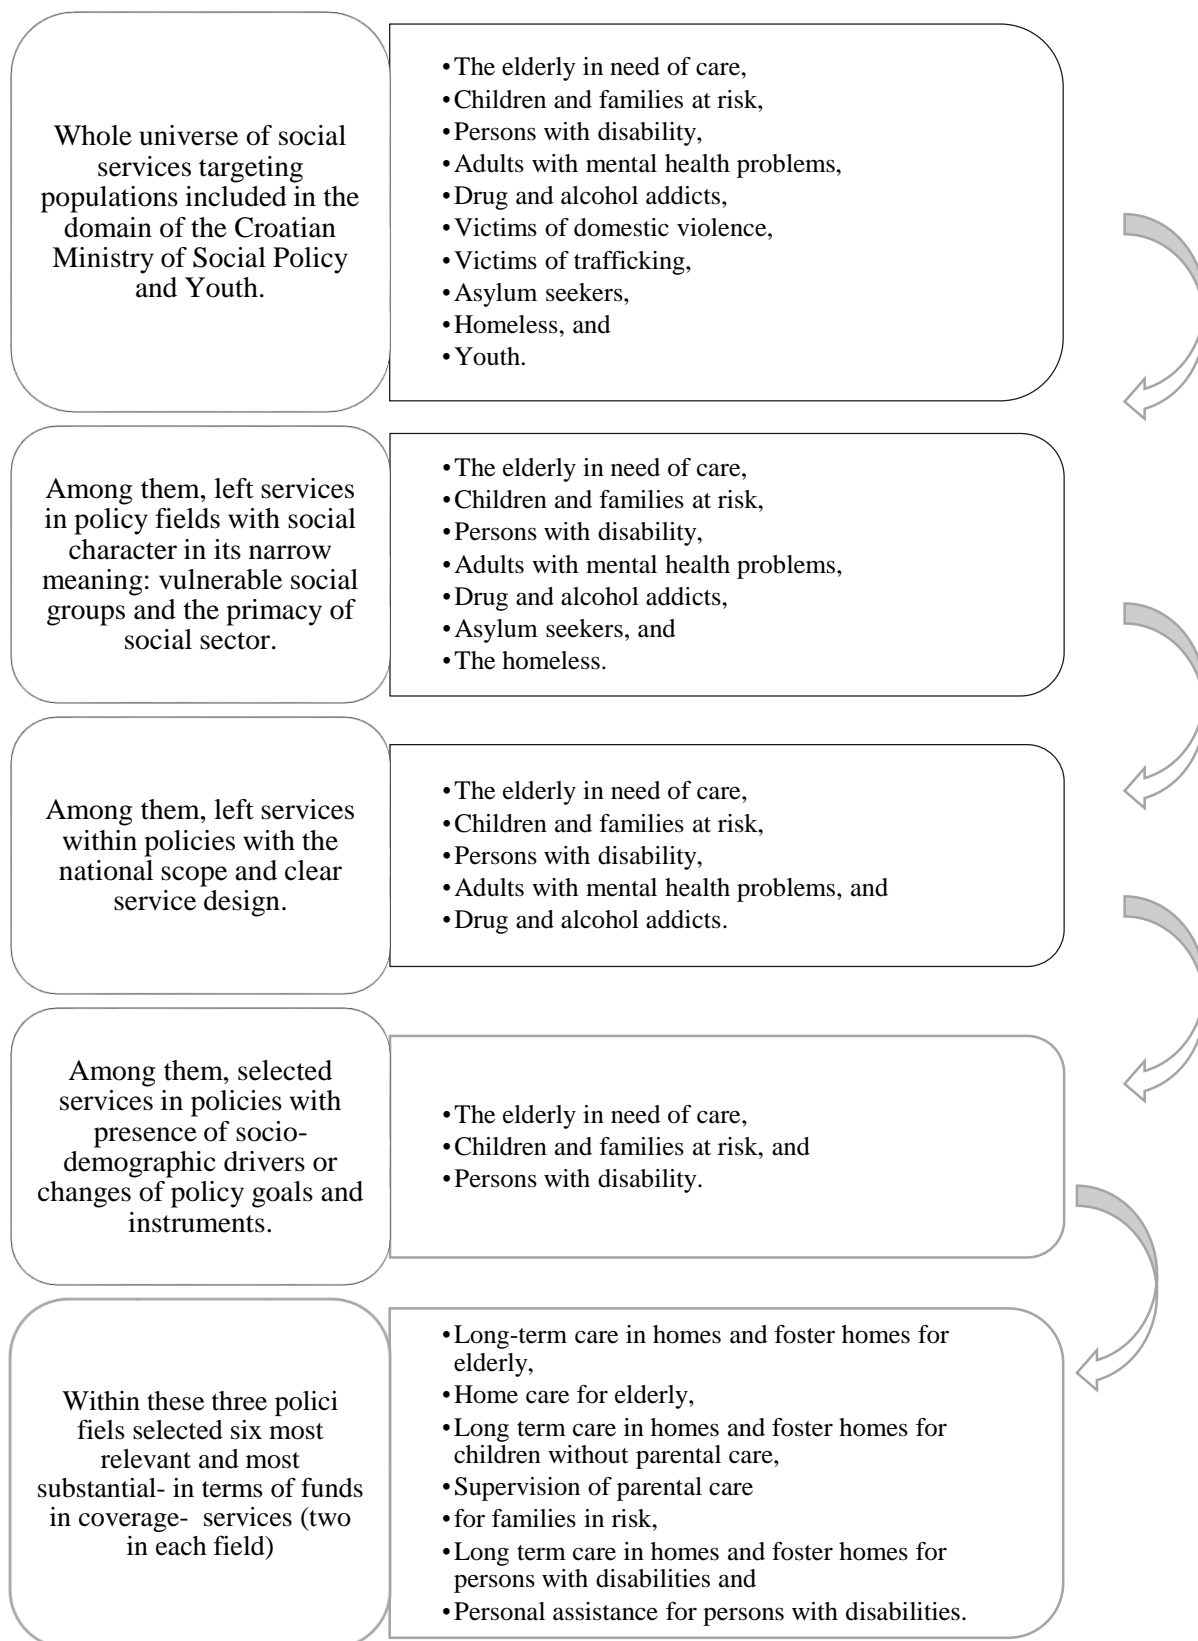 Whole universe of social
services targeting
populations included in the
domain of the Croatian
Ministry of Social Policy
and Youth.
•The elderly in need of care,
•Children and families at risk,
•Persons with disability,
•Adults with mental health problems,
•Drug and alcohol addicts,
•Victims of domestic violence,
•Victims of trafficking,
•Asylum seekers,
•Homeless, and
•Youth.
Among them, left services
in policy fields with social
character in its narrow
meaning: vulnerable social
groups and the primacy of
social sector.
•The elderly in need of care,
•Children and families at risk,
•Persons with disability,
•Adults with mental health problems,
•Drug and alcohol addicts,
•Asylum seekers, and
•The homeless.
Among them, left services
within policies with the
national scope and clear
service design.
•The elderly in need of care,
•Children and families at risk,
•Persons with disability,
•Adults with mental health problems, and
•Drug and alcohol addicts.
Among them, selected
services in policies with
presence of socio-
demographic drivers or
changes of policy goals and
instruments.
•The elderly in need of care,
•Children and families at risk, and
•Persons with disability.
Within these three polici
fiels selected six most
relevant and most
substantial- in terms of funds
in coverage- services (two
in each field)
•Long-term care in homes and foster homes for
elderly,
•Home care for elderly,
•Long term care in homes and foster homes for
children without parental care,
•Supervision of parental care
•for families in risk,
•Long term care in homes and foster homes for
persons with disabilities and
•Personal assistance for persons with disabilities.